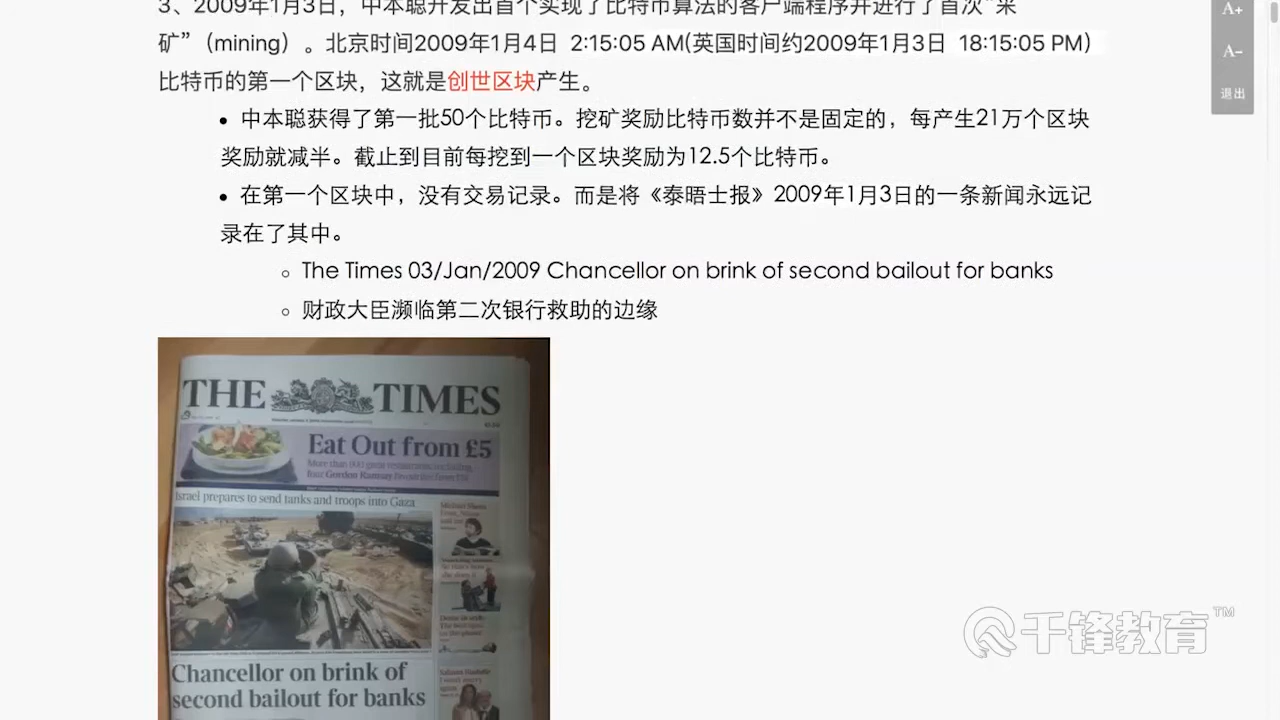 3、2009年1月3日，中本聪开发出首个实现了比特币算法的客户端程序并进行了首次“采
矿”（mining）。北京时间2009年1月4日 2:15:05 AM(英国时间约2009年1月3日 18:15:05 PM)
比特币的第一个区块，这就是创世区块产生。
• 中本聪获得了第一批50个比特币。挖矿奖励比特币数并不是固定的，每产生21万个区块
奖励就减半。截止到目前每挖到一个区块奖励为12.5个比特币。
• 在第一个区块中，没有交易记录。而是将《泰晤士报》2009年1月3日的一条新闻永远记
录在了其中。
◦ The Times 03/Jan/2009 Chancellor on brink of second bailout for banks
◦ 财政大臣濒临第二次银行救助的边缘
A+
A-
退出
THE TIMES
Eat Out from £5
More than 900 great restaurants including
four Gordon Ramsay favourites
Israel prepares to send tanks and troops into Gaza
Chancellor on brink of
second bailout for banks
千锋教育™